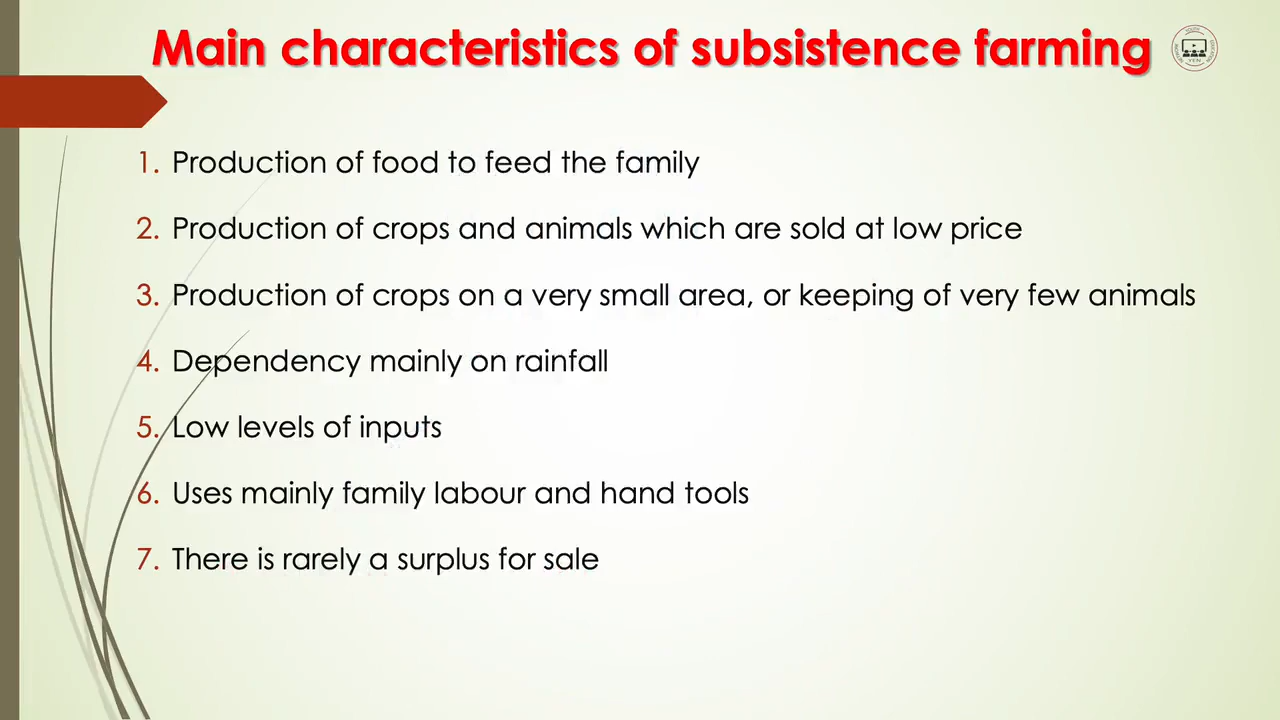 Main characteristics of subsistence farming
YEN
1. Production of food to feed the family
2. Production of crops and animals which are sold at low price
3. Production of crops on a very small area, or keeping of very few animals
4. Dependency mainly on rainfall
5. Low levels of inputs
6. Uses mainly family labour and hand tools
7. There is rarely a surplus for sale